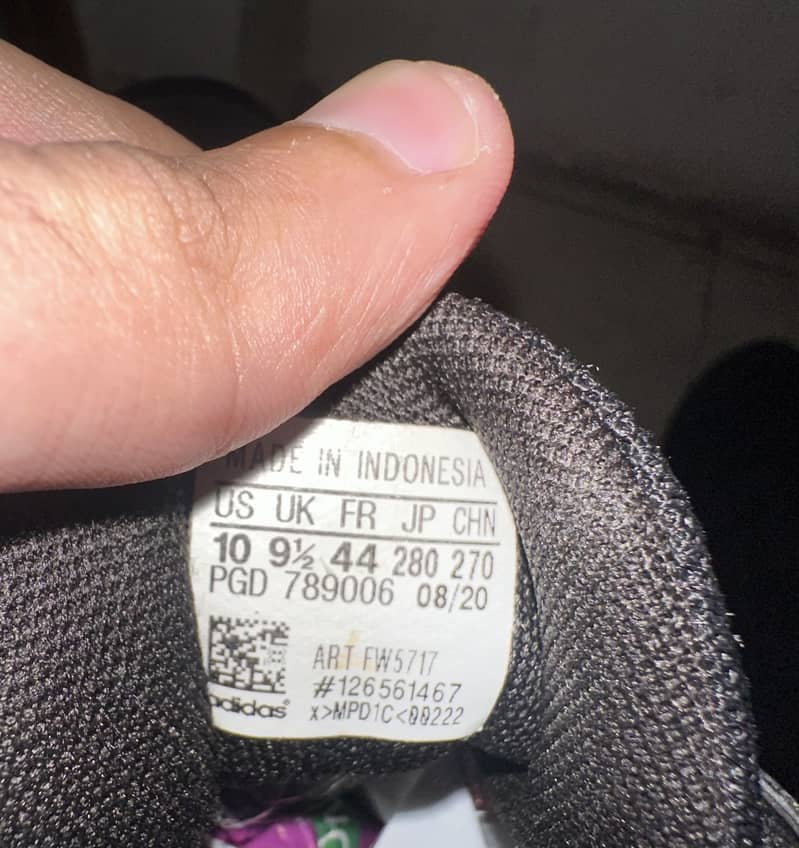 MADE IN INDONESIA
US UK FR JP CHN
10 9½ 44 280 270
PGD 789006 08/20
ART FW5717
#126561467
adidas® x>MPD1C<00222